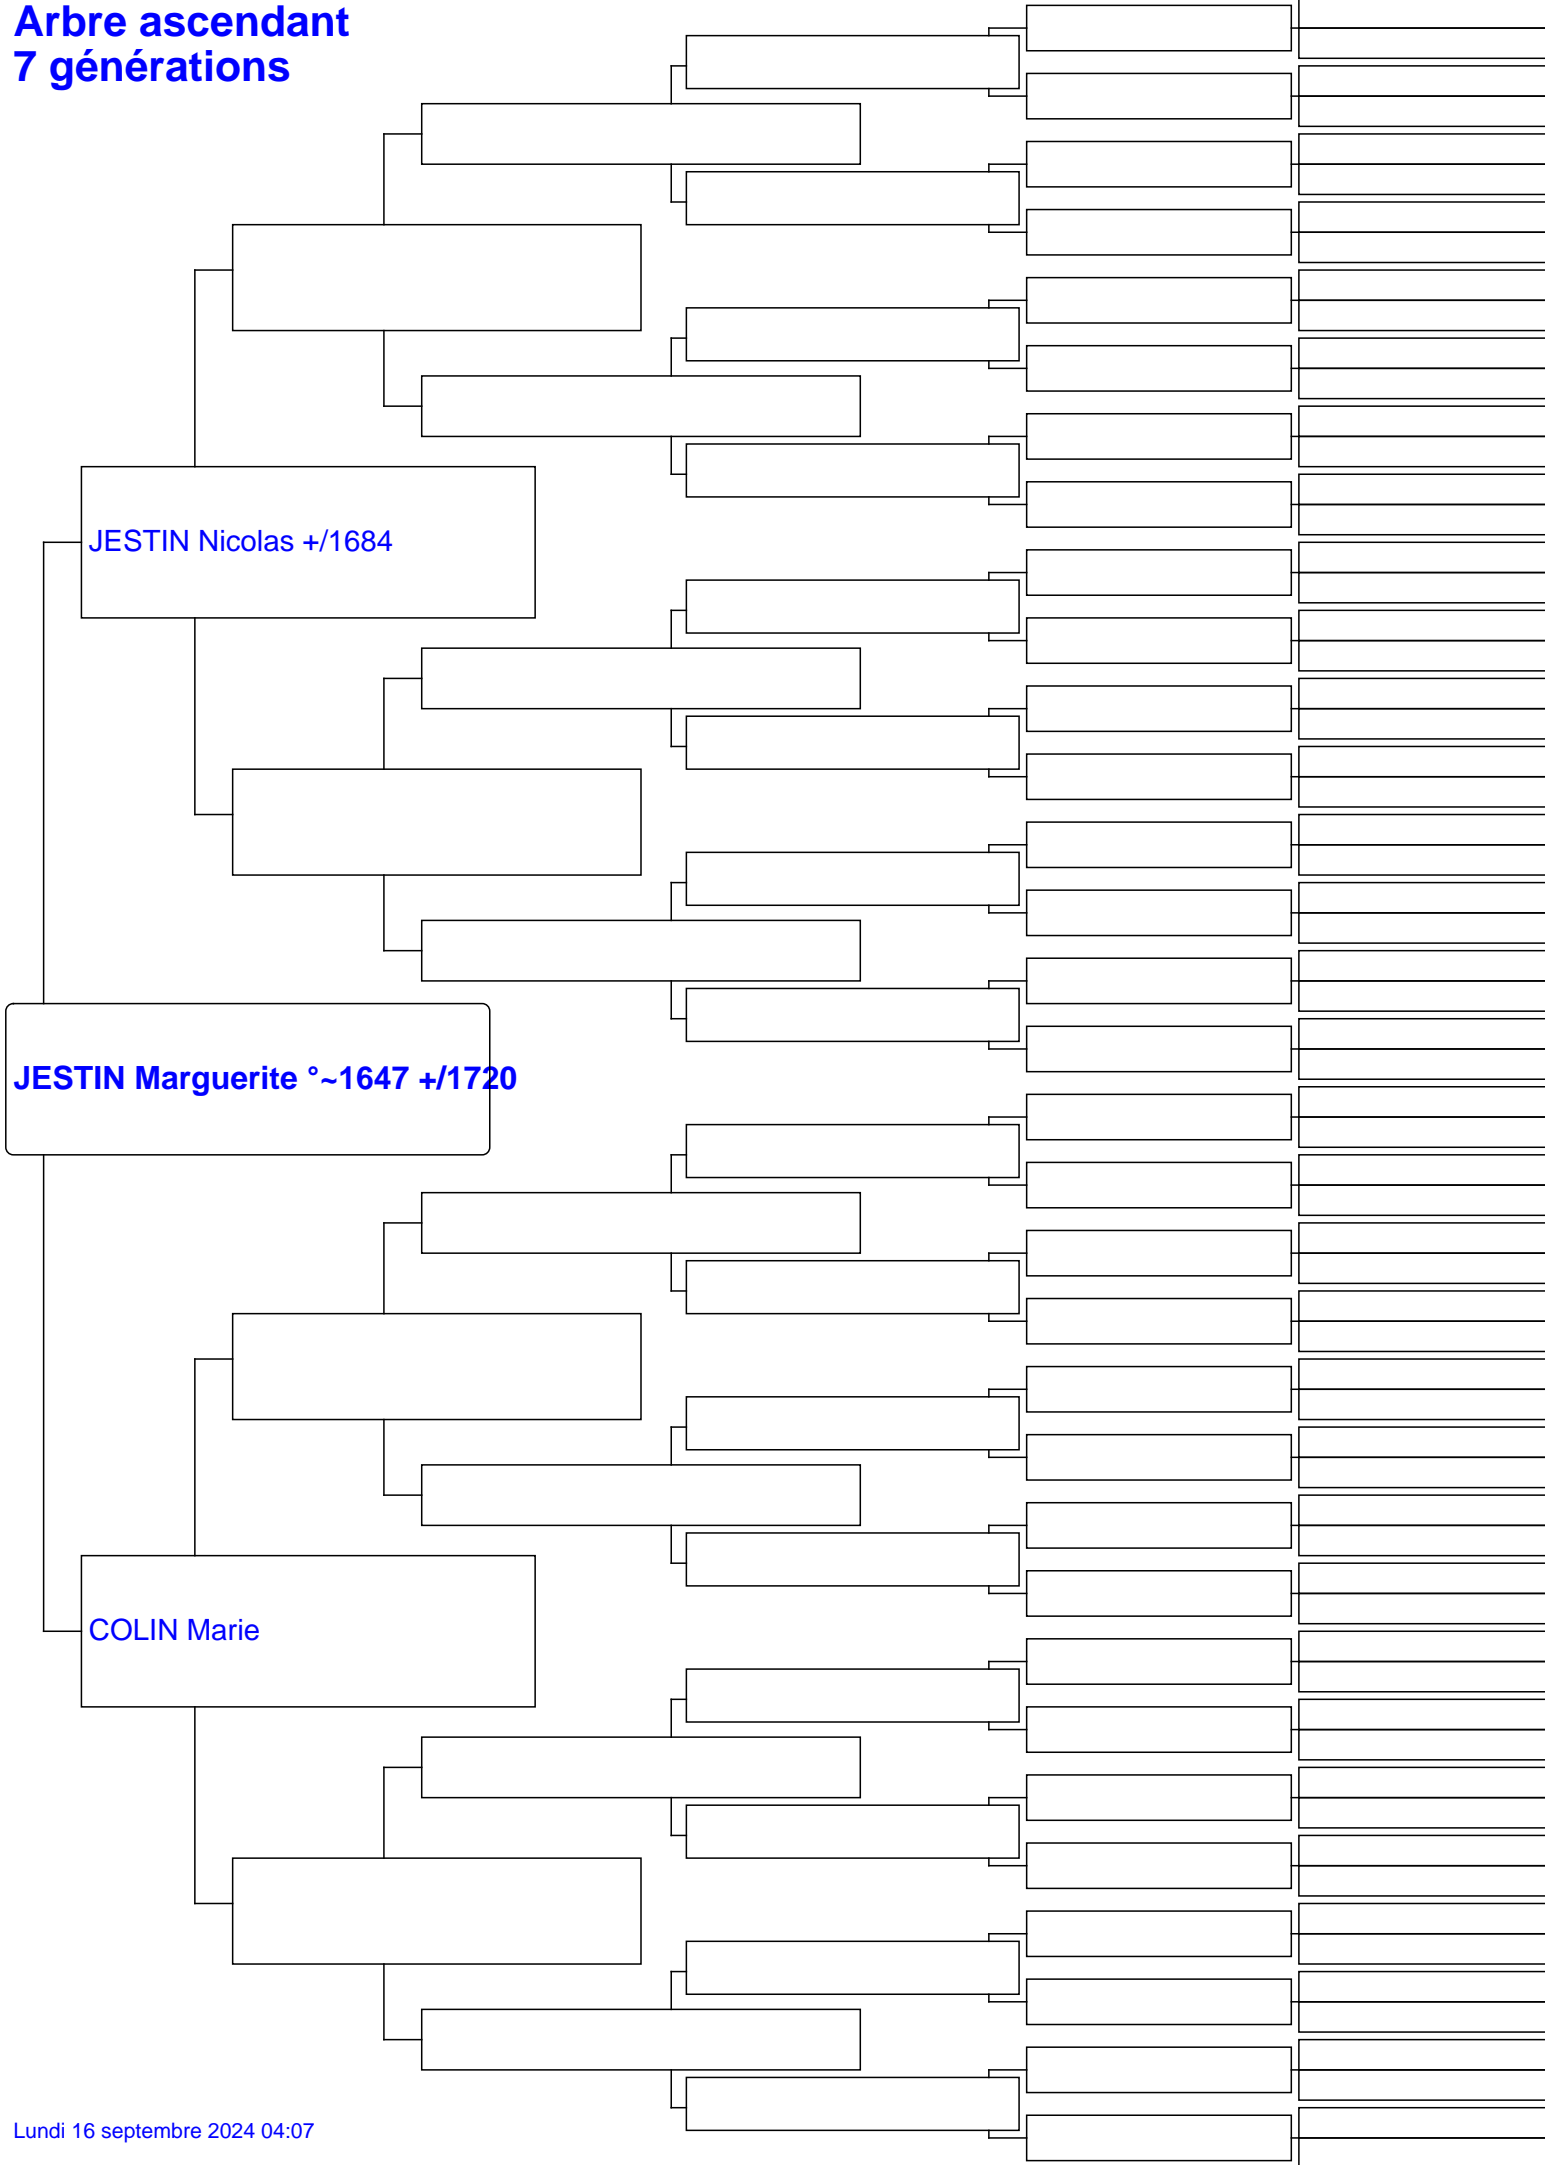 Arbre ascendant
7 générations
JESTIN Nicolas +/1684
JESTIN Marguerite °~1647 +/1720
COLIN Marie
Lundi 16 septembre 2024 04:07